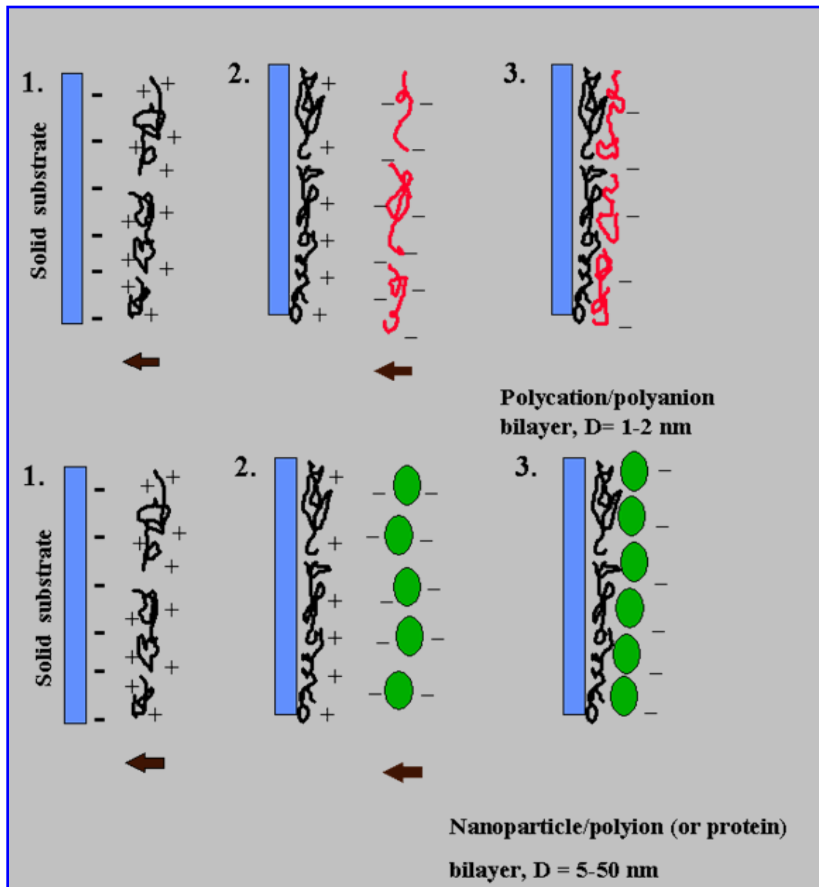 1.
2.
3.
Solid substrate
Polycation/polyanion
bilayer, D= 1-2 nm
1.
2.
3.
Solid substrate
Nanoparticle/polyion (or protein)
bilayer, D = 5-50 nm